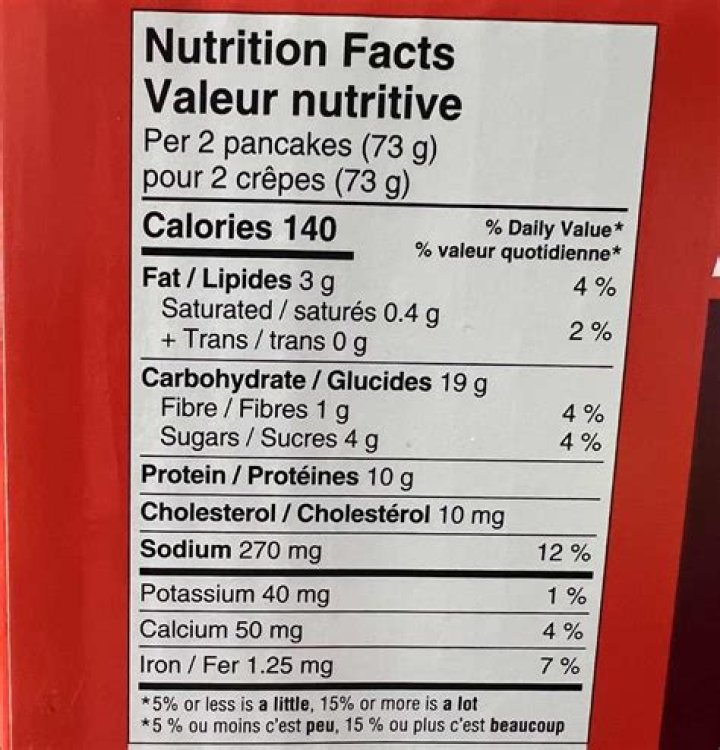 Nutrition Facts
Valeur nutritive
Per 2 pancakes (73 g)
pour 2 crêpes (73 g)
Calories 140
% Daily Value*
% valeur quotidienne*
Fat / Lipides 3 g 4 %
Saturated / saturés 0.4 g
+ Trans / trans 0 g 2 %
Carbohydrate / Glucides 19 g
Fibre / Fibres 1 g 4 %
Sugars / Sucres 4 g 4 %
Protein / Protéines 10 g
Cholesterol / Cholestérol 10 mg
Sodium 270 mg 12 %
Potassium 40 mg 1 %
Calcium 50 mg 4 %
Iron / Fer 1.25 mg 7 %
*5% or less is a little, 15% or more is a lot
*5 % ou moins c'est peu, 15 % ou plus c'est beaucoup